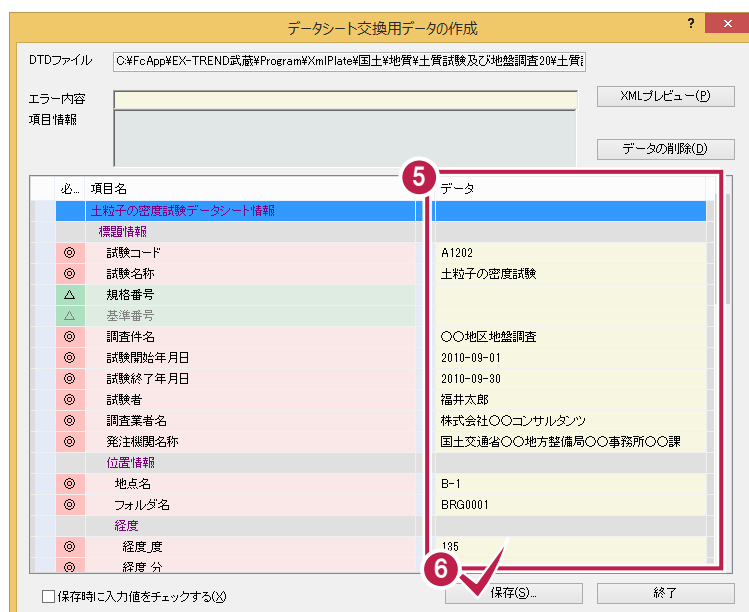 データシート交換用データの作成
?
×
DTDファイル
C:¥FcApp¥EX-TREND武蔵¥Program¥XmlPlate¥国土¥地質¥土質試験及び地盤調査20¥土質
エラー内容
XMLプレビュー(P)
項目情報
データの削除(D)
5
必... 項目名 データ
土粒子の密度試験データシート情報
標題情報
◎ 試験コード A1202
◎ 試験名称 土粒子の密度試験
△ 規格番号
△ 基準番号
◎ 調査件名 〇〇地区地盤調査
◎ 試験開始年月日 2010-09-01
◎ 試験終了年月日 2010-09-30
◎ 試験者 福井太郎
◎ 調査業者名 株式会社〇〇コンサルタンツ
◎ 発注機関名称 国土交通省〇〇地方整備局〇〇事務所〇〇課
位置情報
◎ 地点名 B-1
◎ フォルダ名 BRG0001
経度
◎ 経度_度 135
◎ 経度_分
6
保存時に入力値をチェックする(X)
保存(S)...
終了